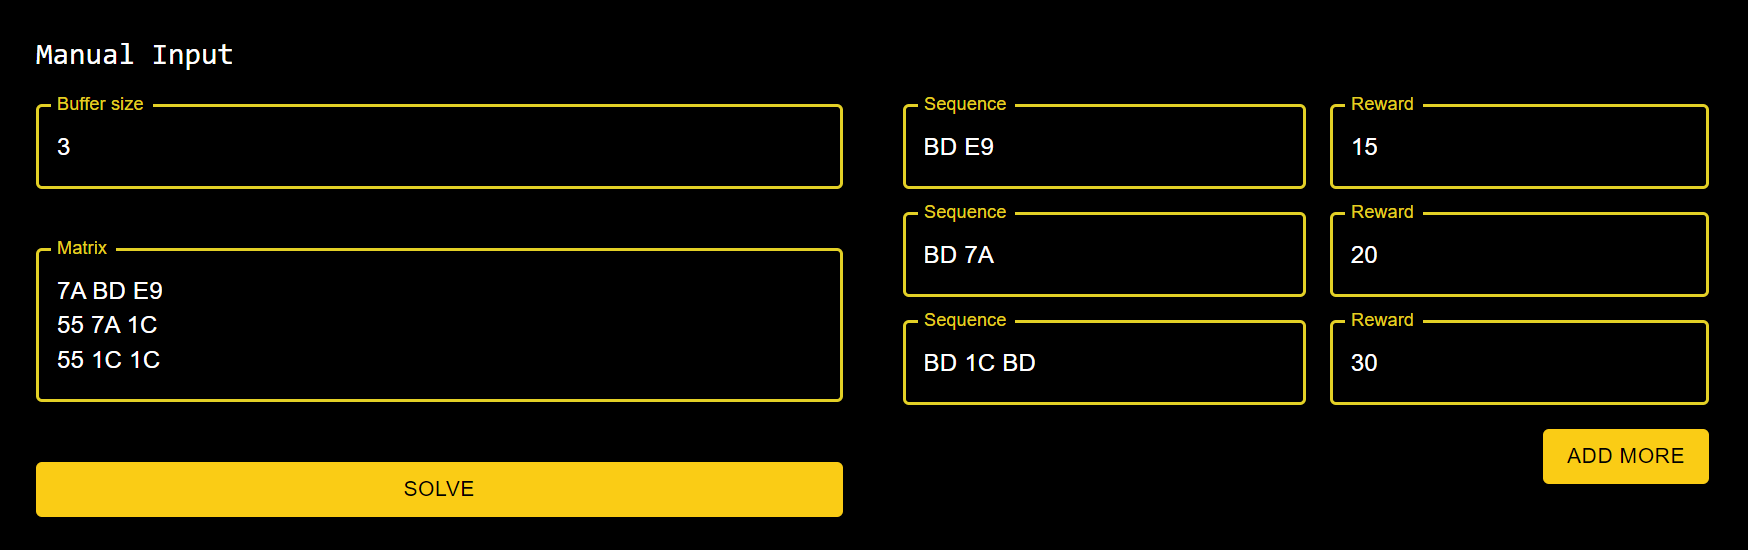 Manual Input
Buffer size
3
Matrix
7A BD E9
55 7A 1C
55 1C 1C
SOLVE
Sequence
BD E9
Reward
15
Sequence
BD 7A
Reward
20
Sequence
BD 1C BD
Reward
30
ADD MORE